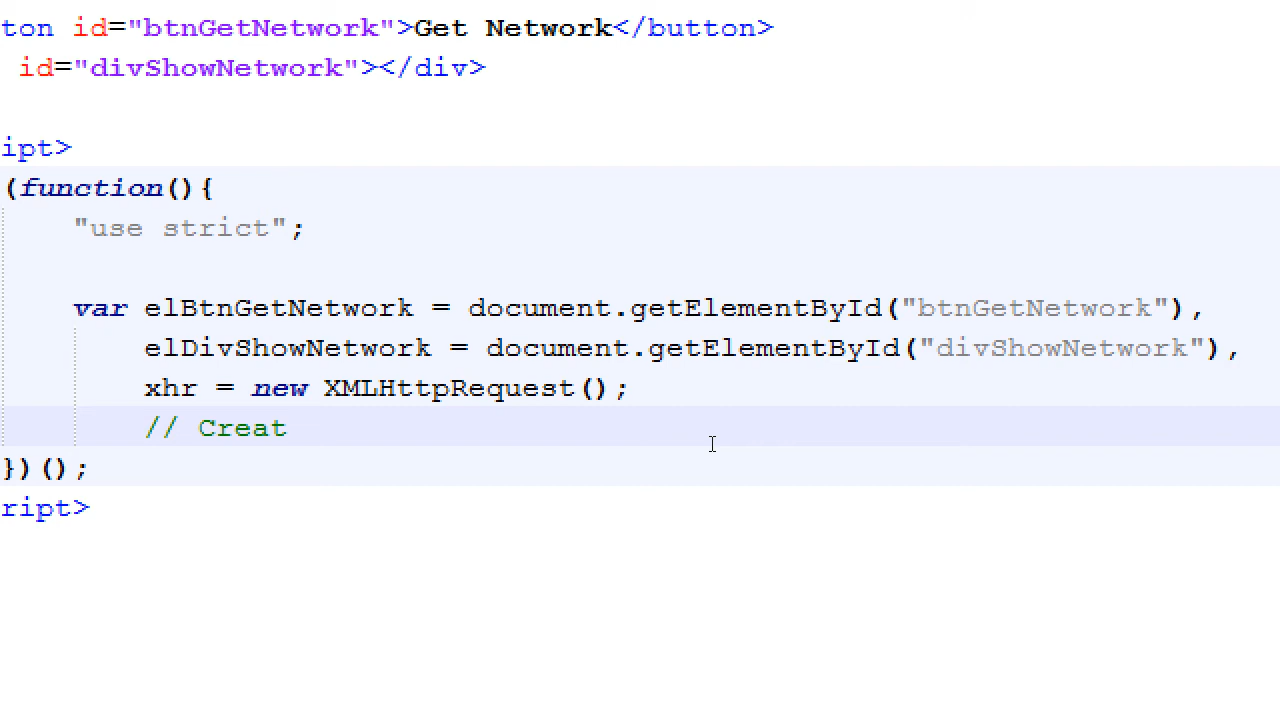 ton id="btnGetNetwork">Get Network</button>
id="divShowNetwork"></div>
ipt>
(function(){
"use strict";
var elBtnGetNetwork = document.getElementById("btnGetNetwork"),
elDivShowNetwork = document.getElementById("divShowNetwork"),
xhr = new XMLHttpRequest();
// Creat
})();
ript>